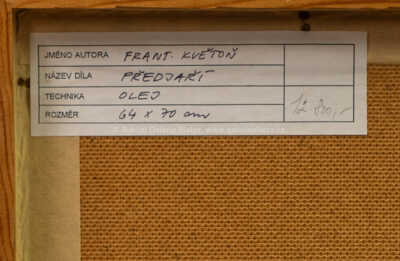 JMÉNO AUTORA FRANT. KVĚTOŇ
NÁZEV DÍLA PŘEDJAŘÍ
TECHNIKA OLEJ
ROZMĚR 64 x 70 cm